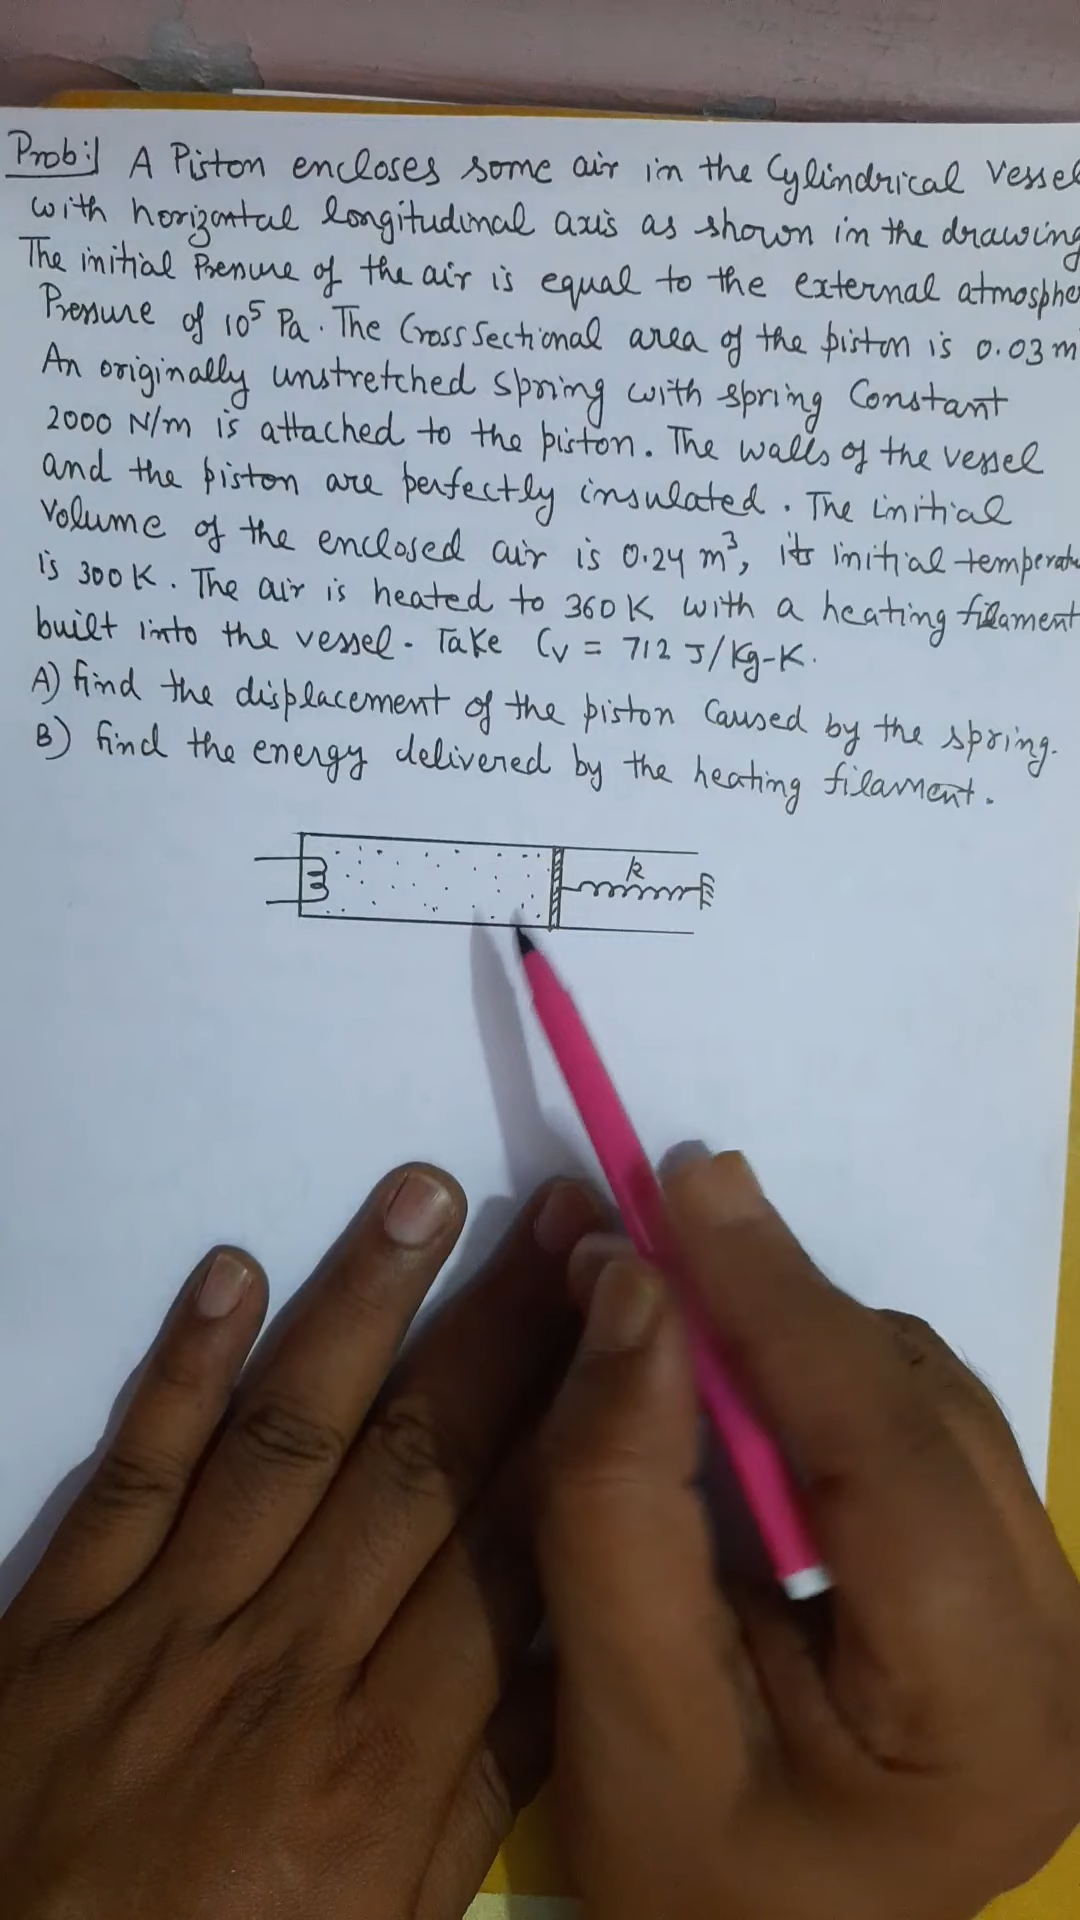 Prob:| A Piston encloses some air in the Cylindrical Vessel
with horizontal longitudinal axis as shown in the drawing
The initial Pressure of the air is equal to the external atmosphe
Pressure of 10⁵ Pa. The Cross Sectional area of the piston is 0.03 m
An originally unstretched spring with spring Constant
2000 N/m is attached to the piston. The walls of the vessel
and the piston are perfectly insulated. The initial
Volume of the enclosed air is 0.24 m³, its initial temperatu
is 300K. The air is heated to 360K with a heating filament
built into the vessel. Take Cv = 712 J/Kg-K.
A) find the displacement of the piston Caused by the spring.
B) find the energy delivered by the heating filament.
k